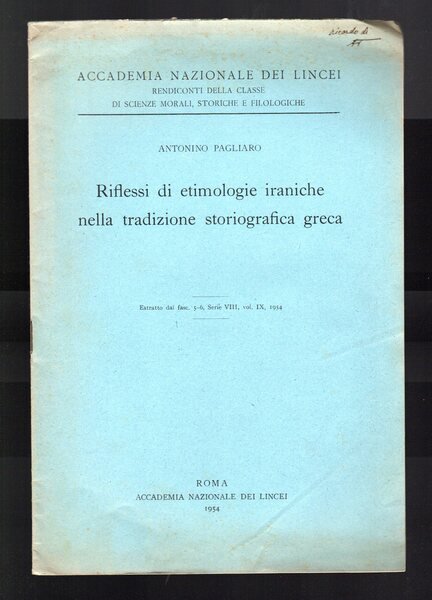 ricordo di
ACCADEMIA NAZIONALE DEI LINCEI
RENDICONTI DELLA CLASSE
DI SCIENZE MORALI, STORICHE E FILOLOGICHE
ANTONINO PAGLIARO
Riflessi di etimologie iraniche
nella tradizione storiografica greca
Estratto dai fasc. 5-6, Serie VIII, vol. IX, 1954
ROMA
ACCADEMIA NAZIONALE DEI LINCEI
1954